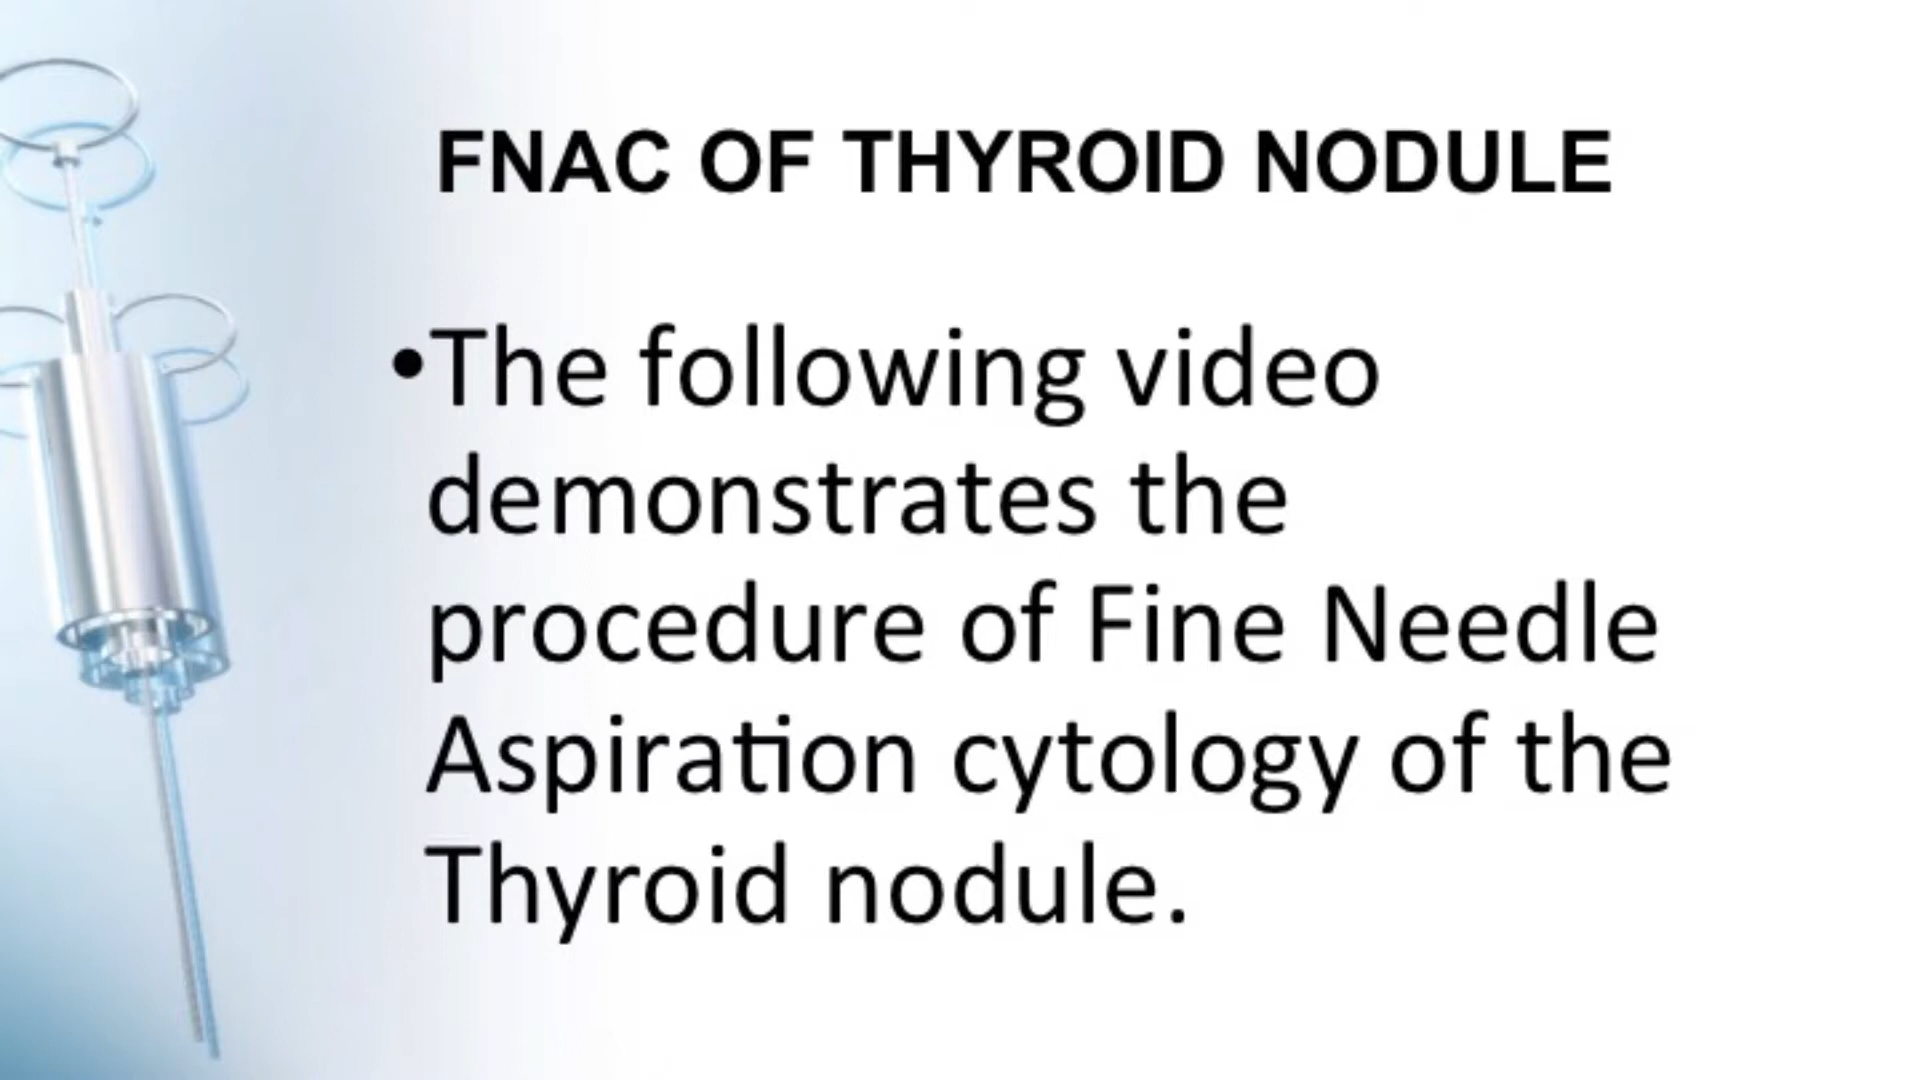 FNAC OF THYROID NODULE
•The following video
demonstrates the
procedure of Fine Needle
Aspiration cytology of the
Thyroid nodule.